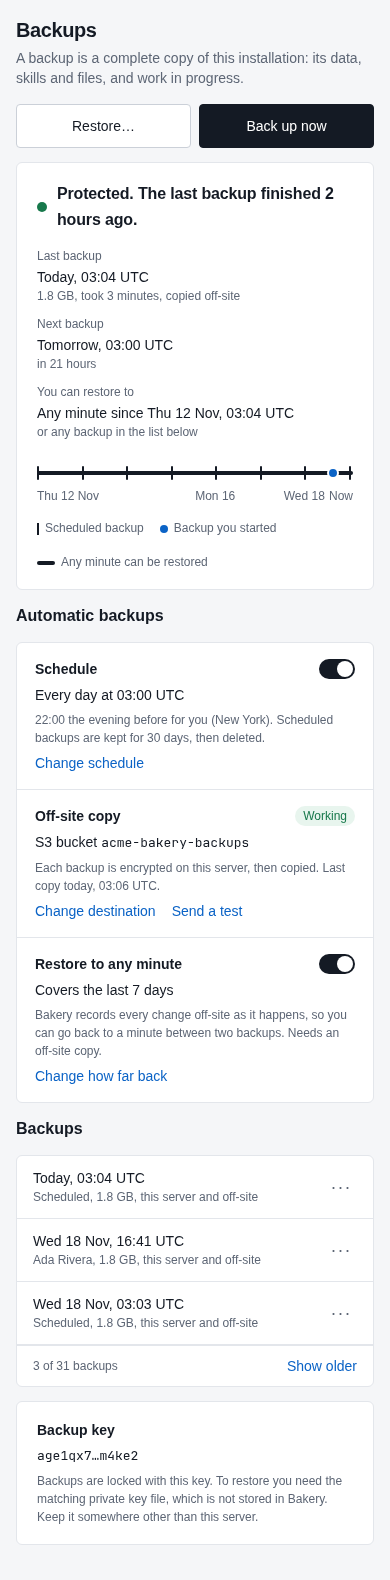 Backups
A backup is a complete copy of this installation: its data,
skills and files, and work in progress.
Restore…
Back up now
Protected. The last backup finished 2
hours ago.
Last backup
Today, 03:04 UTC
1.8 GB, took 3 minutes, copied off-site
Next backup
Tomorrow, 03:00 UTC
in 21 hours
You can restore to
Any minute since Thu 12 Nov, 03:04 UTC
or any backup in the list below
Thu 12 Nov
Mon 16
Wed 18
Now
Scheduled backup
Backup you started
Any minute can be restored
Automatic backups
Schedule
Every day at 03:00 UTC
22:00 the evening before for you (New York). Scheduled
backups are kept for 30 days, then deleted.
Change schedule
Off-site copy
Working
S3 bucket acme-bakery-backups
Each backup is encrypted on this server, then copied. Last
copy today, 03:06 UTC.
Change destination
Send a test
Restore to any minute
Covers the last 7 days
Bakery records every change off-site as it happens, so you
can go back to a minute between two backups. Needs an
off-site copy.
Change how far back
Backups
Today, 03:04 UTC
Scheduled, 1.8 GB, this server and off-site
Wed 18 Nov, 16:41 UTC
Ada Rivera, 1.8 GB, this server and off-site
Wed 18 Nov, 03:03 UTC
Scheduled, 1.8 GB, this server and off-site
3 of 31 backups
Show older
Backup key
age1qx7…m4ke2
Backups are locked with this key. To restore you need the
matching private key file, which is not stored in Bakery.
Keep it somewhere other than this server.